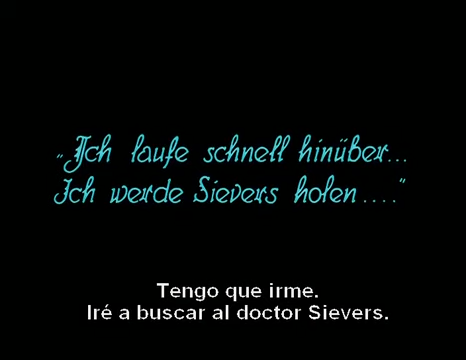 „Ich laufe schnell hinüber...
Ich werde Sievers holen....”
Tengo que irme.
Iré a buscar al doctor Sievers.